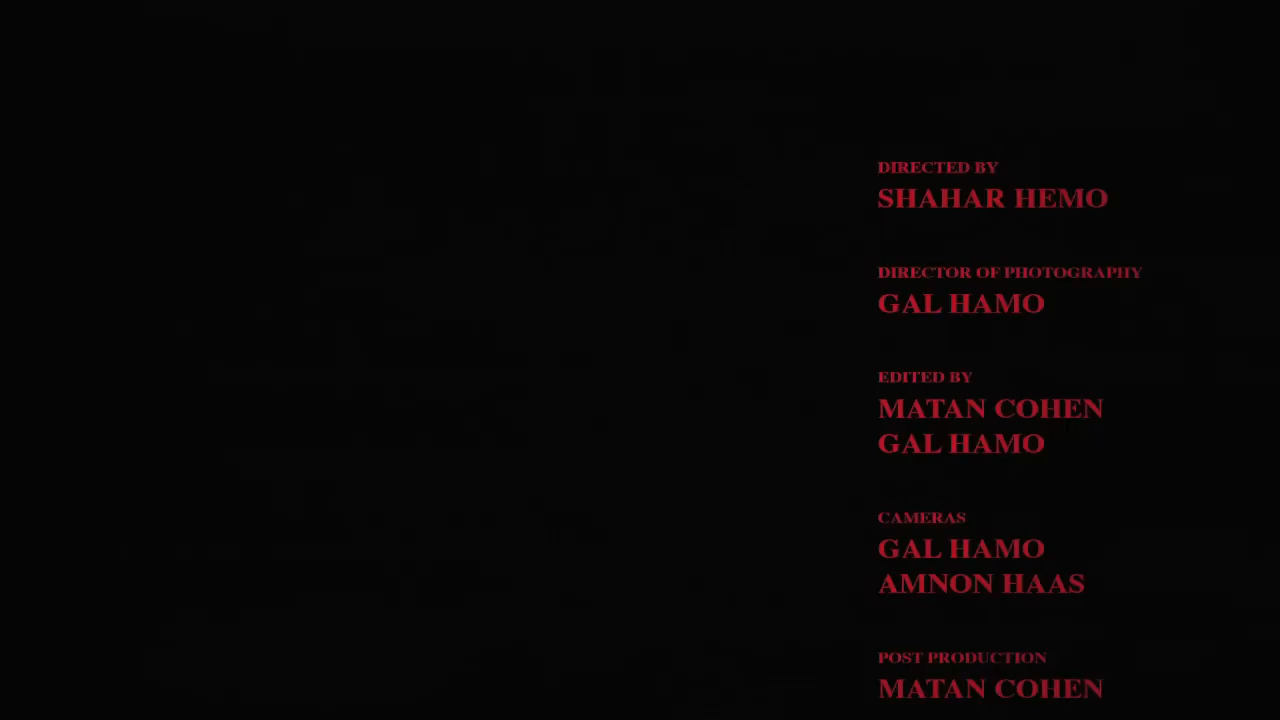 DIRECTED BY
SHAHAR HEMO
DIRECTOR OF PHOTOGRAPHY
GAL HAMO
EDITED BY
MATAN COHEN
GAL HAMO
CAMERAS
GAL HAMO
AMNON HAAS
POST PRODUCTION
MATAN COHEN